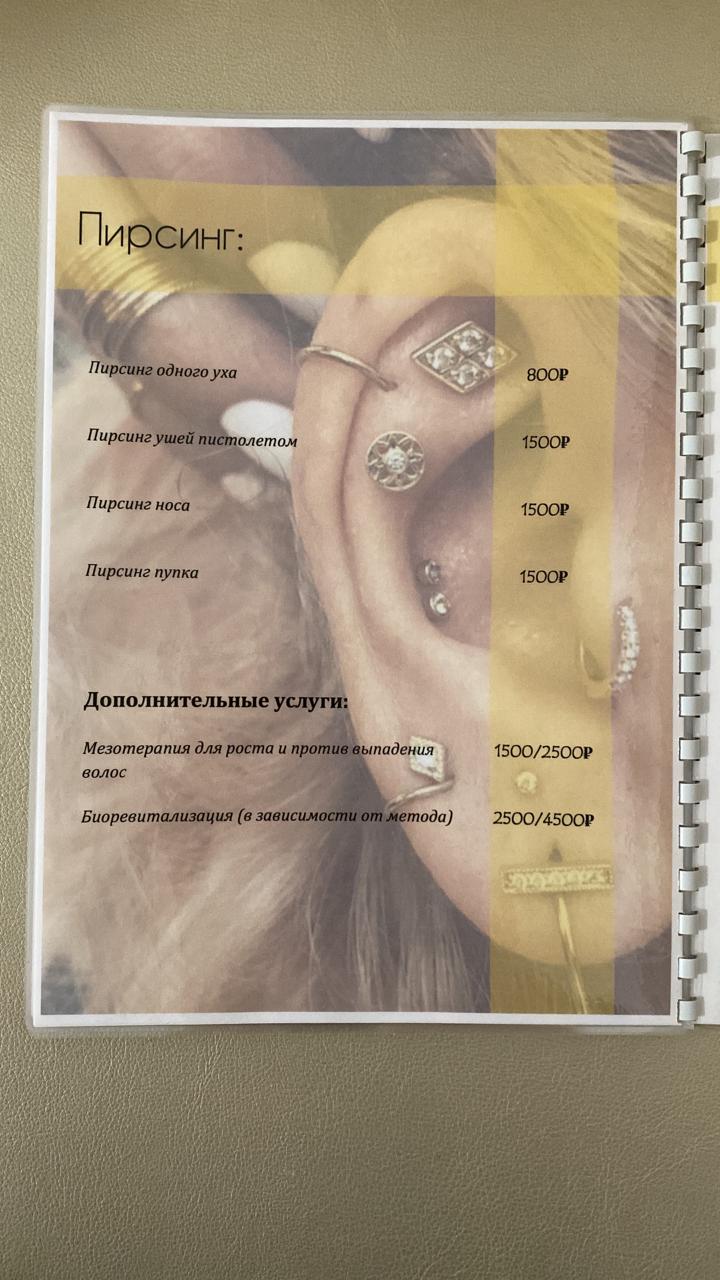 Пирсинг:
Пирсинг одного уха 800₽
Пирсинг ушей пистолетом 1500₽
Пирсинг носа 1500₽
Пирсинг пупка 1500₽
Дополнительные услуги:
Мезотерапия для роста и против выпадения 1500/2500₽
волос
Биоревитализация (в зависимости от метода) 2500/4500₽